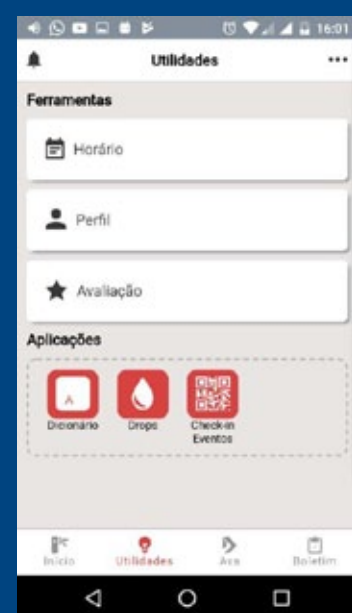 16:01
Utilidades
Ferramentas
Horário
Perfil
Avaliação
Aplicações
A
Dicionário Drops Check-in
Eventos
Início Utilidades Ava Boletim